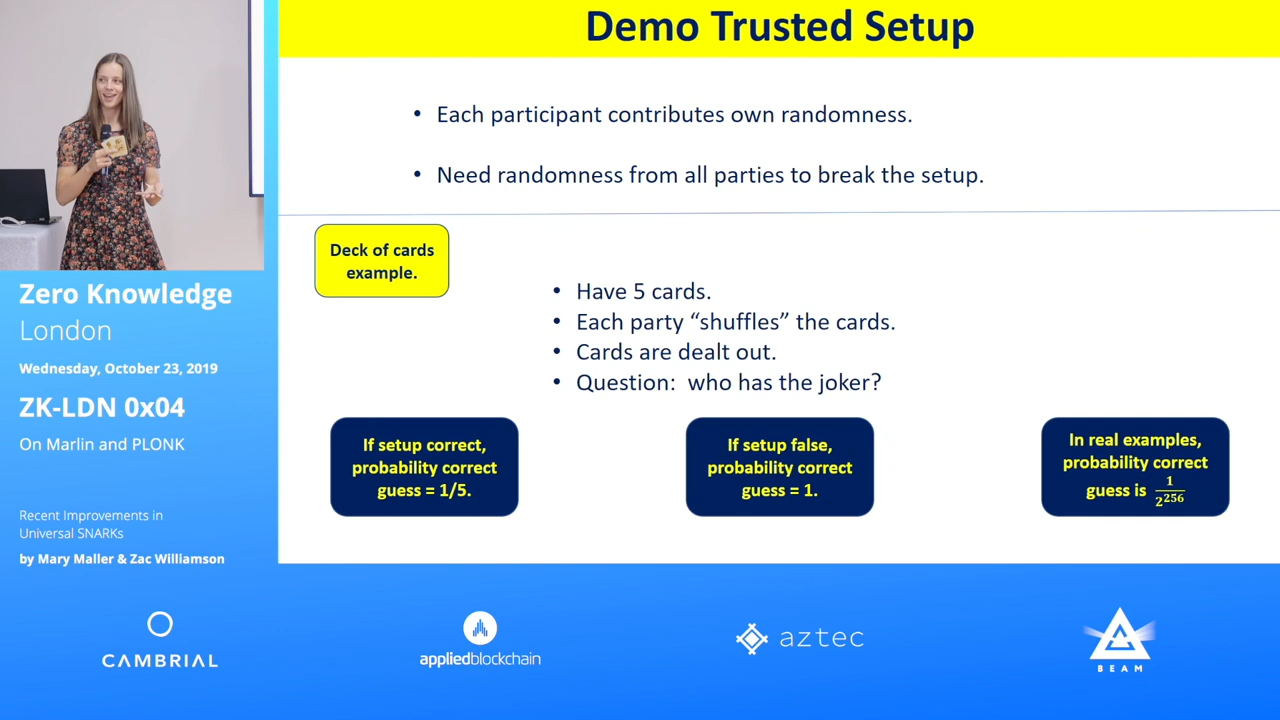 Demo Trusted Setup
• Each participant contributes own randomness.
• Need randomness from all parties to break the setup.
Deck of cards
example.
• Have 5 cards.
• Each party “shuffles” the cards.
• Cards are dealt out.
• Question: who has the joker?
If setup correct,
probability correct
guess = 1/5.
If setup false,
probability correct
guess = 1.
In real examples,
probability correct
guess is 1/2^256
Zero Knowledge
London
Wednesday, October 23, 2019
ZK-LDN 0x04
On Marlin and PLONK
Recent Improvements in
Universal SNARKs
by Mary Maller & Zac Williamson
CAMBRIAL
appliedblockchain
aztec
BEAM